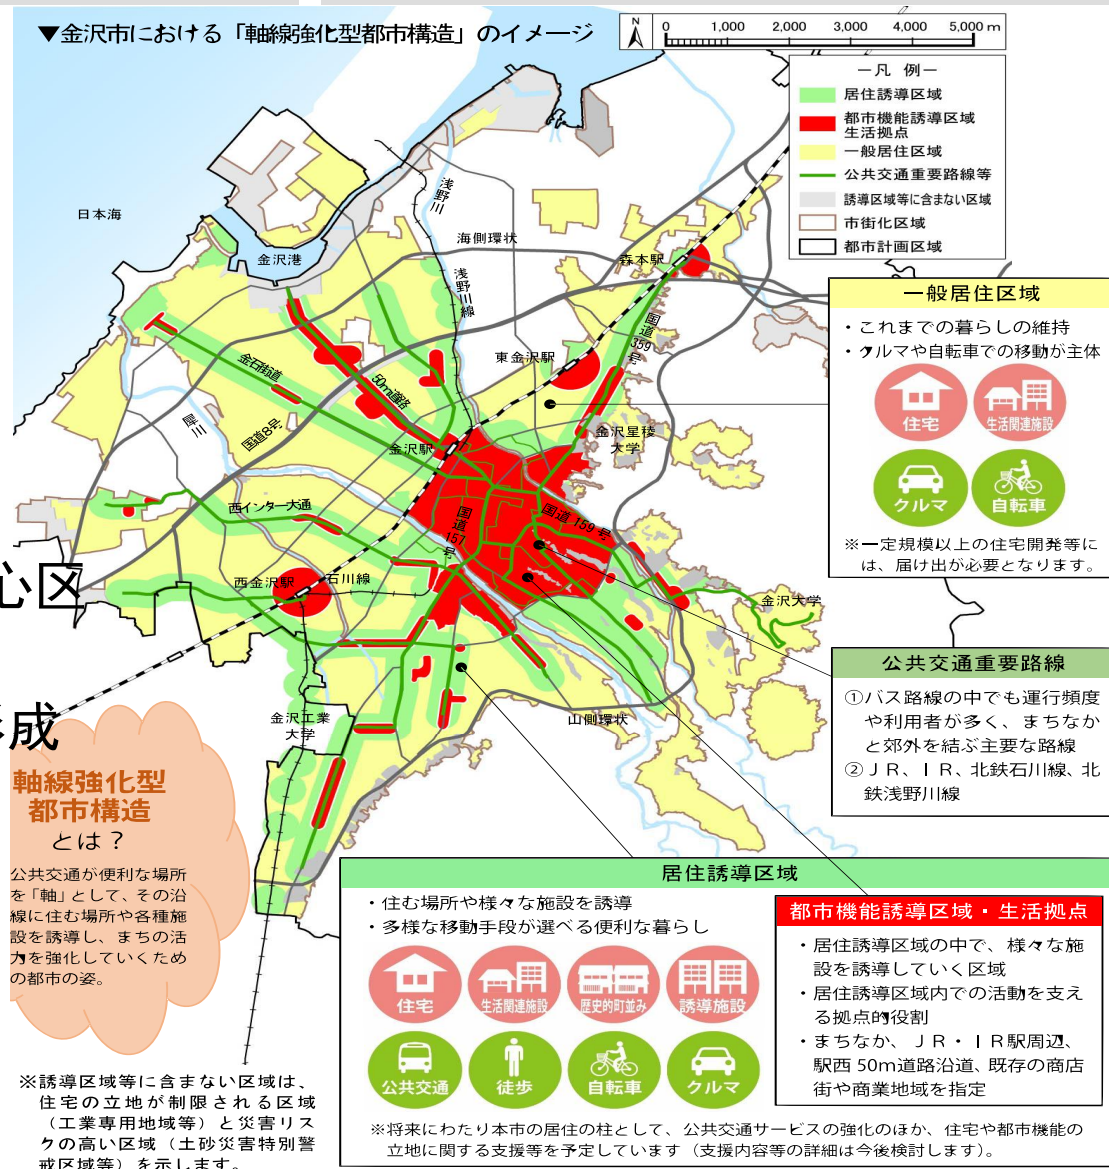 ▼金沢市における「軸線強化型都市構造」のイメージ
N
0 1,000 2,000 3,000 4,000 5,000 m
－凡 例－
居住誘導区域
都市機能誘導区域
生活拠点
一般居住区域
公共交通重要路線等
誘導区域等に含まない区域
市街化区域
都市計画区域
日本海
金沢港
浅野川
海側環状
浅野川線
森本駅
国道359号
東金沢駅
金石街道
50m道路
犀川
国道8号
金沢駅
金沢星稜
大学
西インター大通
国道157号
国道159号
西金沢駅
石川線
金沢大学
金沢工業
大学
山側環状
心区
形成
一般居住区域
・これまでの暮らしの維持
・クルマや自転車での移動が主体
住宅
生活関連施設
クルマ
自転車
※一定規模以上の住宅開発等に
は、届け出が必要となります。
公共交通重要路線
①バス路線の中でも運行頻度
や利用者が多く、まちなか
と郊外を結ぶ主要な路線
②ＪＲ、ＩＲ、北鉄石川線、北
鉄浅野川線
軸線強化型
都市構造
とは？
公共交通が便利な場所
を「軸」として、その沿
線に住む場所や各種施
設を誘導し、まちの活
力を強化していくため
の都市の姿。
居住誘導区域
・住む場所や様々な施設を誘導
・多様な移動手段が選べる便利な暮らし
住宅
生活関連施設
歴史的町並み
誘導施設
公共交通
徒歩
自転車
クルマ
都市機能誘導区域・生活拠点
・居住誘導区域の中で、様々な施
設を誘導していく区域
・居住誘導区域内での活動を支え
る拠点的役割
・まちなか、ＪＲ・ＩＲ駅周辺、
駅西50m道路沿道、既存の商店
街や商業地域を指定
※将来にわたり本市の居住の柱として、公共交通サービスの強化のほか、住宅や都市機能の
立地に関する支援等を予定しています（支援内容等の詳細は今後検討します）。
※誘導区域等に含まない区域は、
住宅の立地が制限される区域
（工業専用地域等）と災害リス
クの高い区域（土砂災害特別警
戒区域等）を示します。